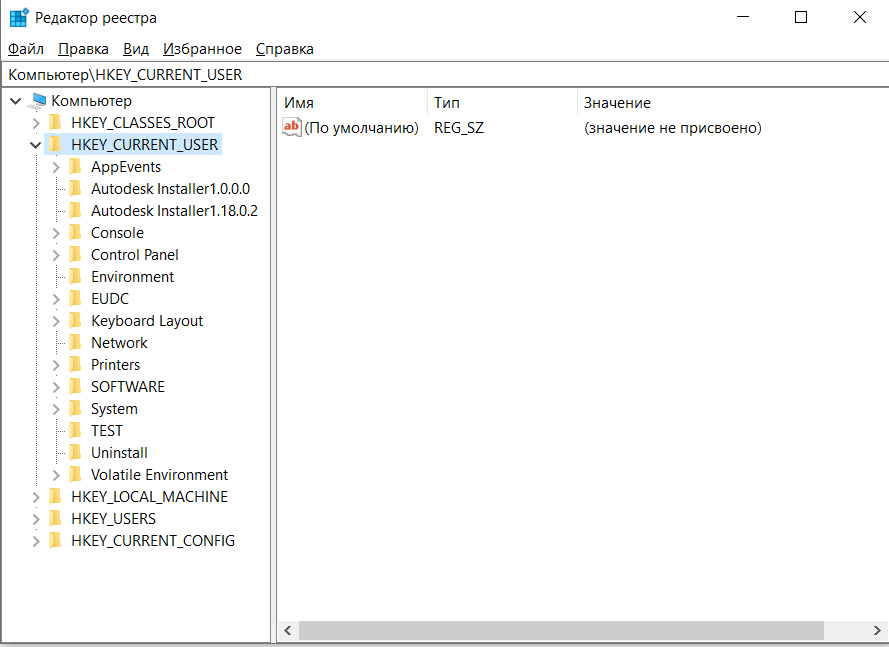 Редактор реестра
Файл Правка Вид Избранное Справка
Компьютер\HKEY_CURRENT_USER
Компьютер
HKEY_CLASSES_ROOT
HKEY_CURRENT_USER
AppEvents
Autodesk Installer1.0.0.0
Autodesk Installer1.18.0.2
Console
Control Panel
Environment
EUDC
Keyboard Layout
Network
Printers
SOFTWARE
System
TEST
Uninstall
Volatile Environment
HKEY_LOCAL_MACHINE
HKEY_USERS
HKEY_CURRENT_CONFIG
Имя Тип Значение
ab (По умолчанию) REG_SZ (значение не присвоено)